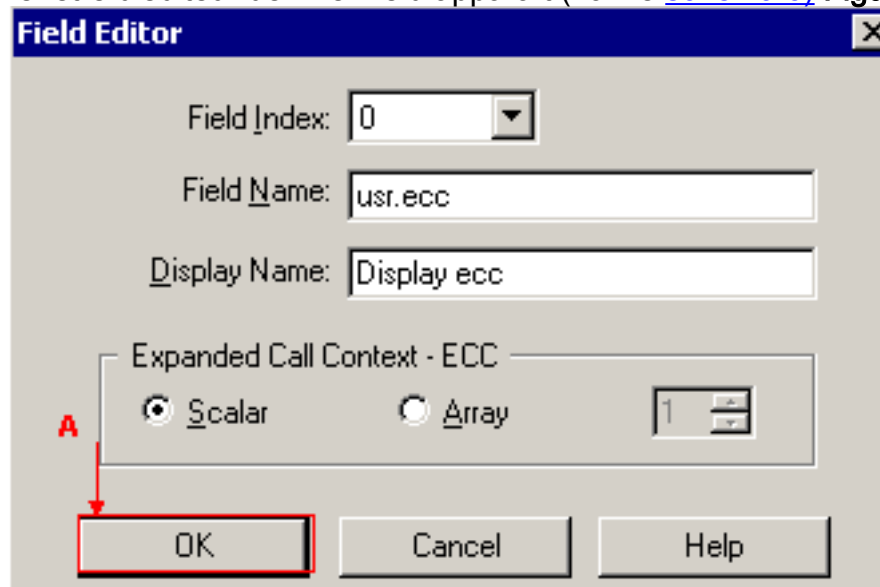 Field Editor
Field Index: 0
Field Name: usr.ecc
Display Name: Display ecc
Expanded Call Context - ECC
Scalar Array 1
A
OK Cancel Help